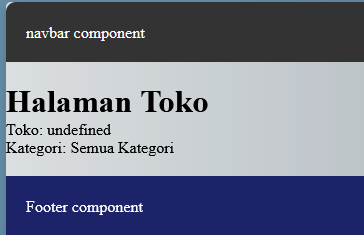 navbar component
Halaman Toko
Toko: undefined
Kategori: Semua Kategori
Footer component